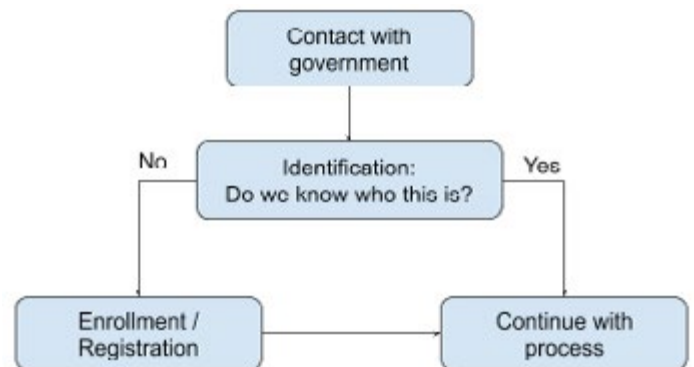 Contact with
government
No
Identification:
Do we know who this is?
Yes
Enrollment /
Registration
Continue with
process